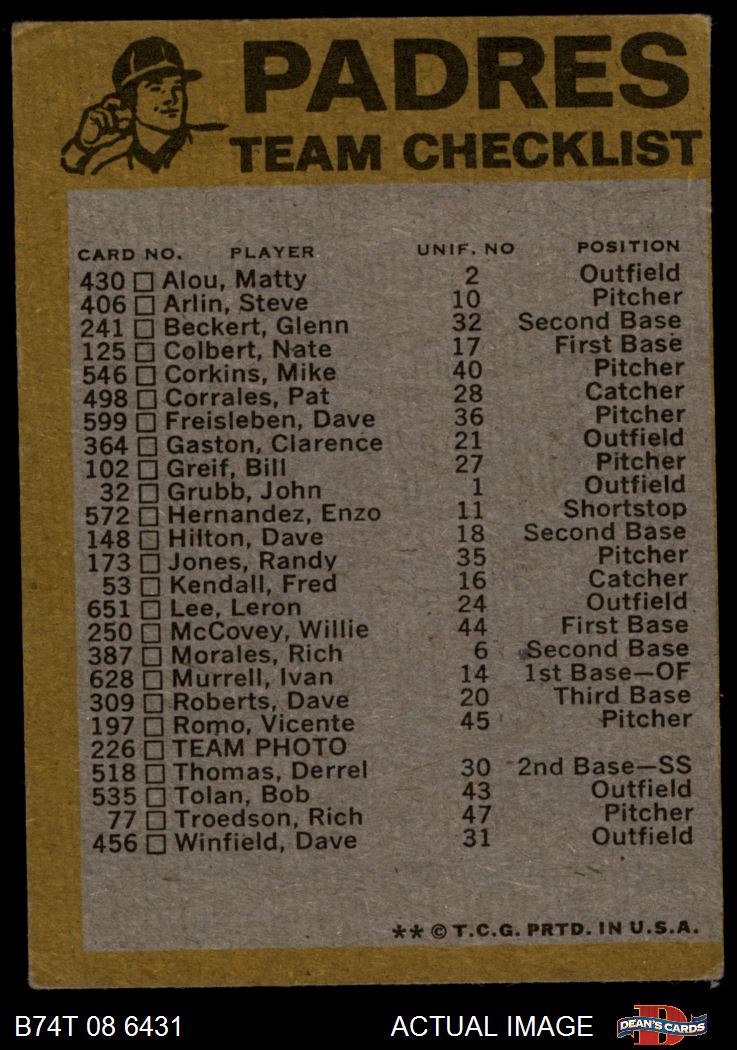 PADRES
TEAM CHECKLIST
CARD NO. PLAYER UNIF. NO POSITION
430 Alou, Matty 2 Outfield
406 Arlin, Steve 10 Pitcher
241 Beckert, Glenn 32 Second Base
125 Colbert, Nate 17 First Base
546 Corkins, Mike 40 Pitcher
498 Corrales, Pat 28 Catcher
599 Freisleben, Dave 36 Pitcher
364 Gaston, Clarence 21 Outfield
102 Greif, Bill 27 Pitcher
32 Grubb, John 1 Outfield
572 Hernandez, Enzo 11 Shortstop
148 Hilton, Dave 18 Second Base
173 Jones, Randy 35 Pitcher
53 Kendall, Fred 16 Catcher
651 Lee, Leron 24 Outfield
250 McCovey, Willie 44 First Base
387 Morales, Rich 6 Second Base
628 Murrell, Ivan 14 1st Base—OF
309 Roberts, Dave 20 Third Base
197 Romo, Vicente 45 Pitcher
226 TEAM PHOTO
518 Thomas, Derrel 30 2nd Base—SS
535 Tolan, Bob 43 Outfield
77 Troedson, Rich 47 Pitcher
456 Winfield, Dave 31 Outfield
** © T.C.G. PRTD. IN U.S.A.
B74T 08 6431 ACTUAL IMAGE D DEAN'S CARDS